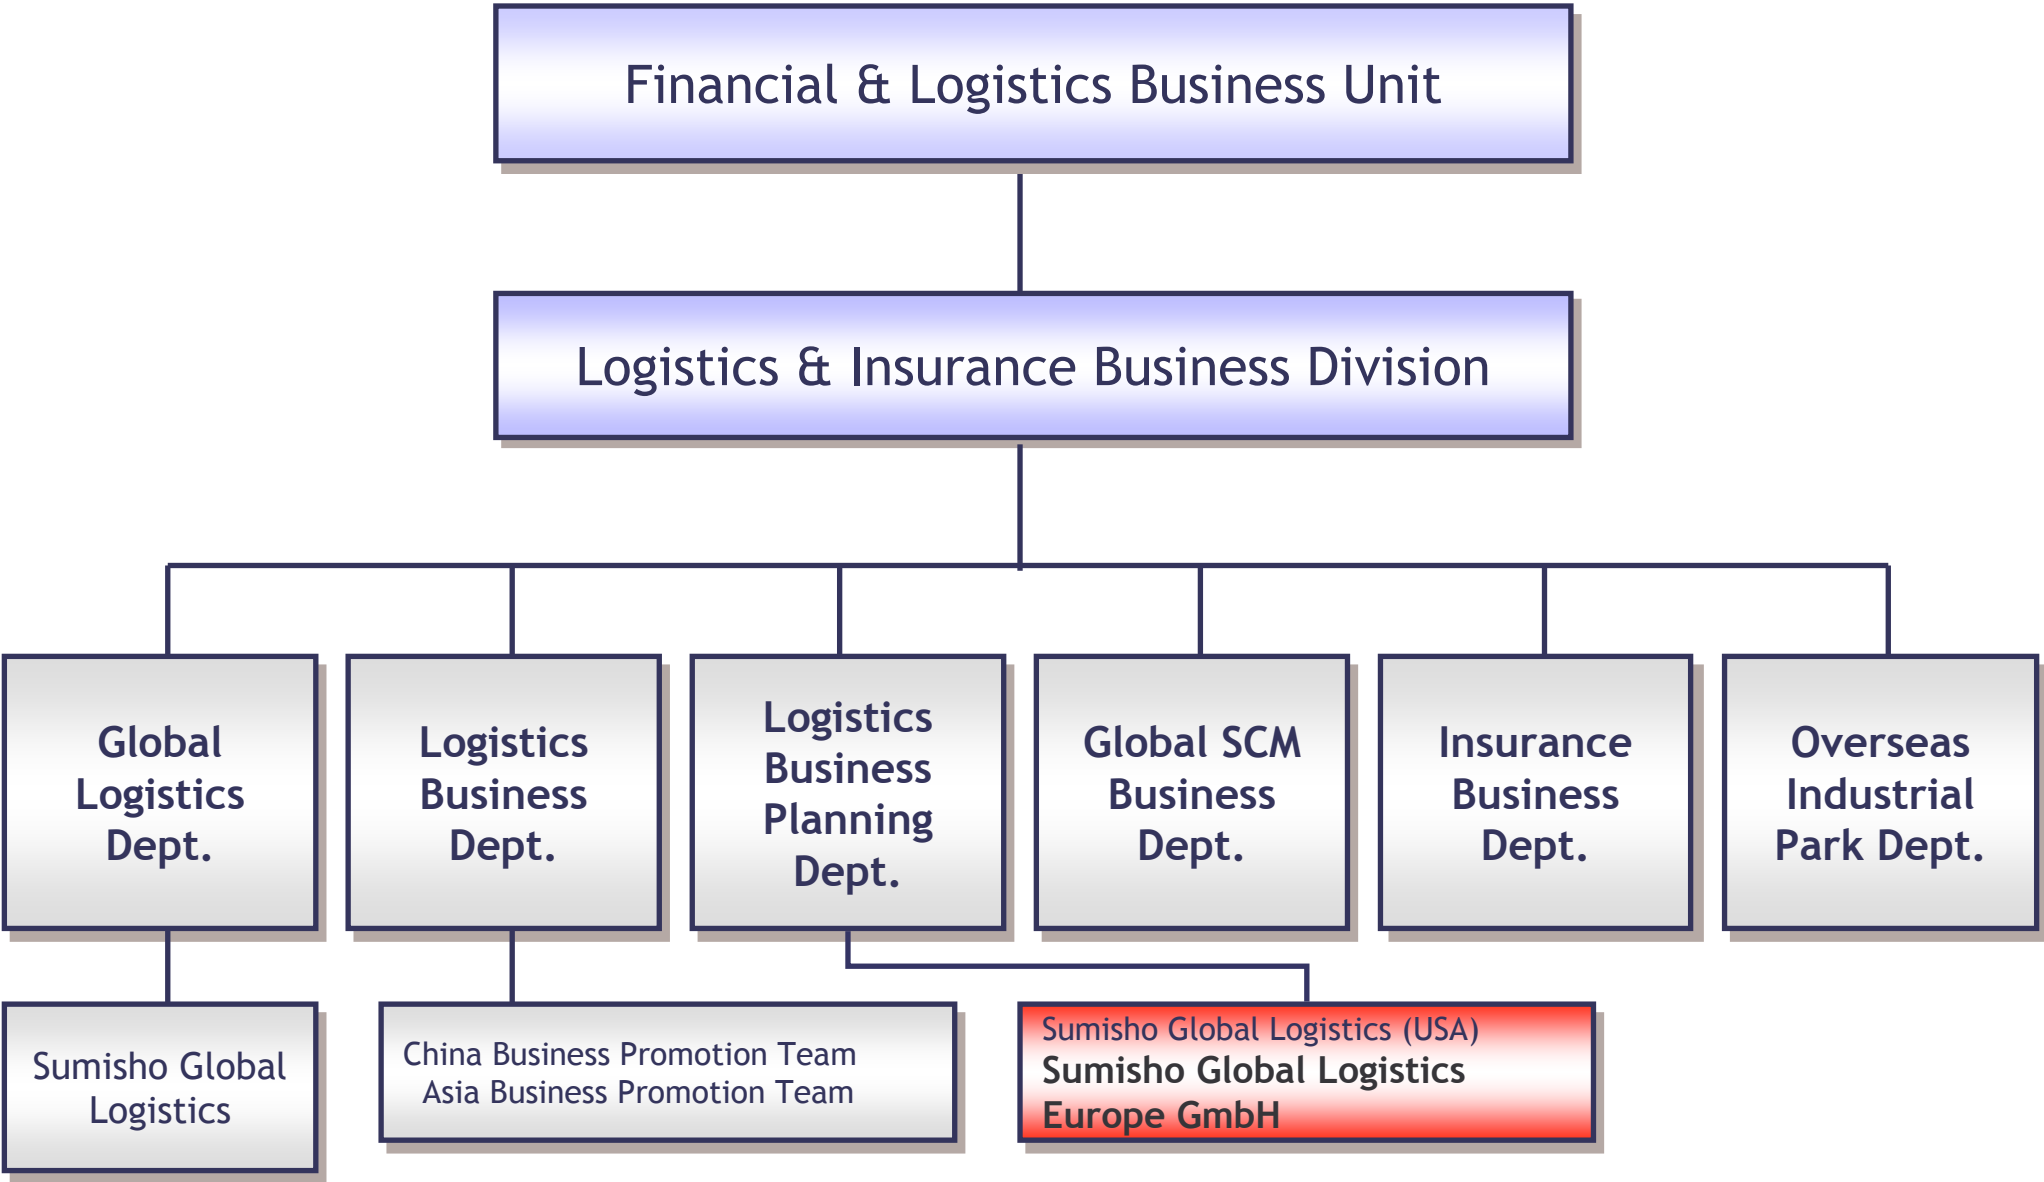 Financial & Logistics Business Unit
Logistics & Insurance Business Division
Global
Logistics
Dept.
Logistics
Business
Dept.
Logistics
Business
Planning
Dept.
Global SCM
Business
Dept.
Insurance
Business
Dept.
Overseas
Industrial
Park Dept.
Sumisho Global
Logistics
China Business Promotion Team
Asia Business Promotion Team
Sumisho Global Logistics (USA)
Sumisho Global Logistics
Europe GmbH